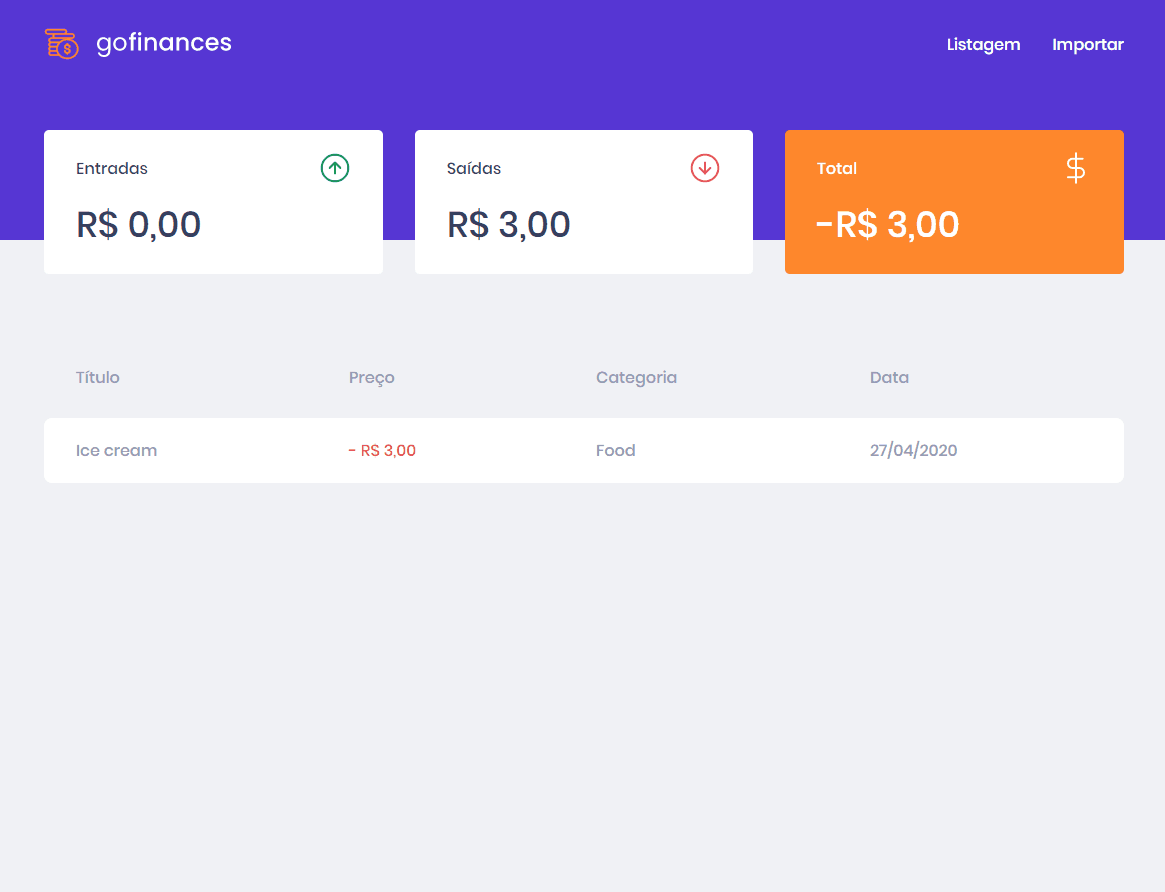 gofinances Listagem Importar
Entradas Saídas $ Total
R$ 0,00 R$ 3,00 -R$ 3,00
Título Preço Categoria Data
Ice cream - R$ 3,00 Food 27/04/2020